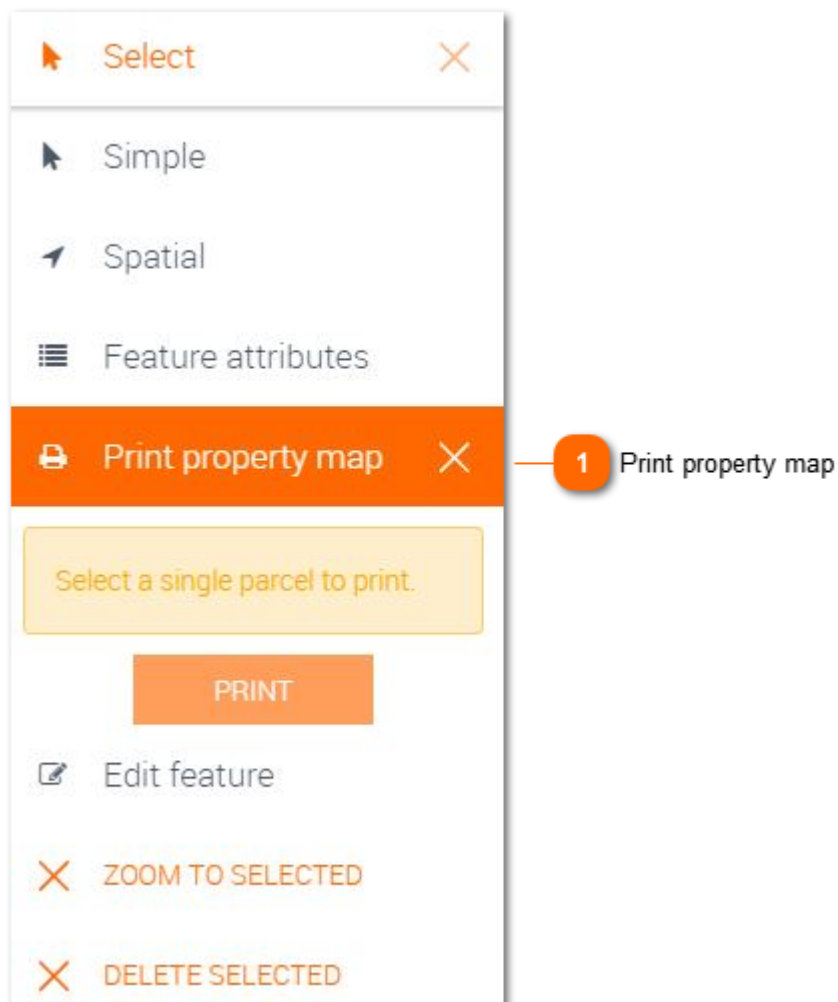 Select
Simple
Spatial
Feature attributes
Print property map
1 Print property map
Select a single parcel to print.
PRINT
Edit feature
ZOOM TO SELECTED
DELETE SELECTED